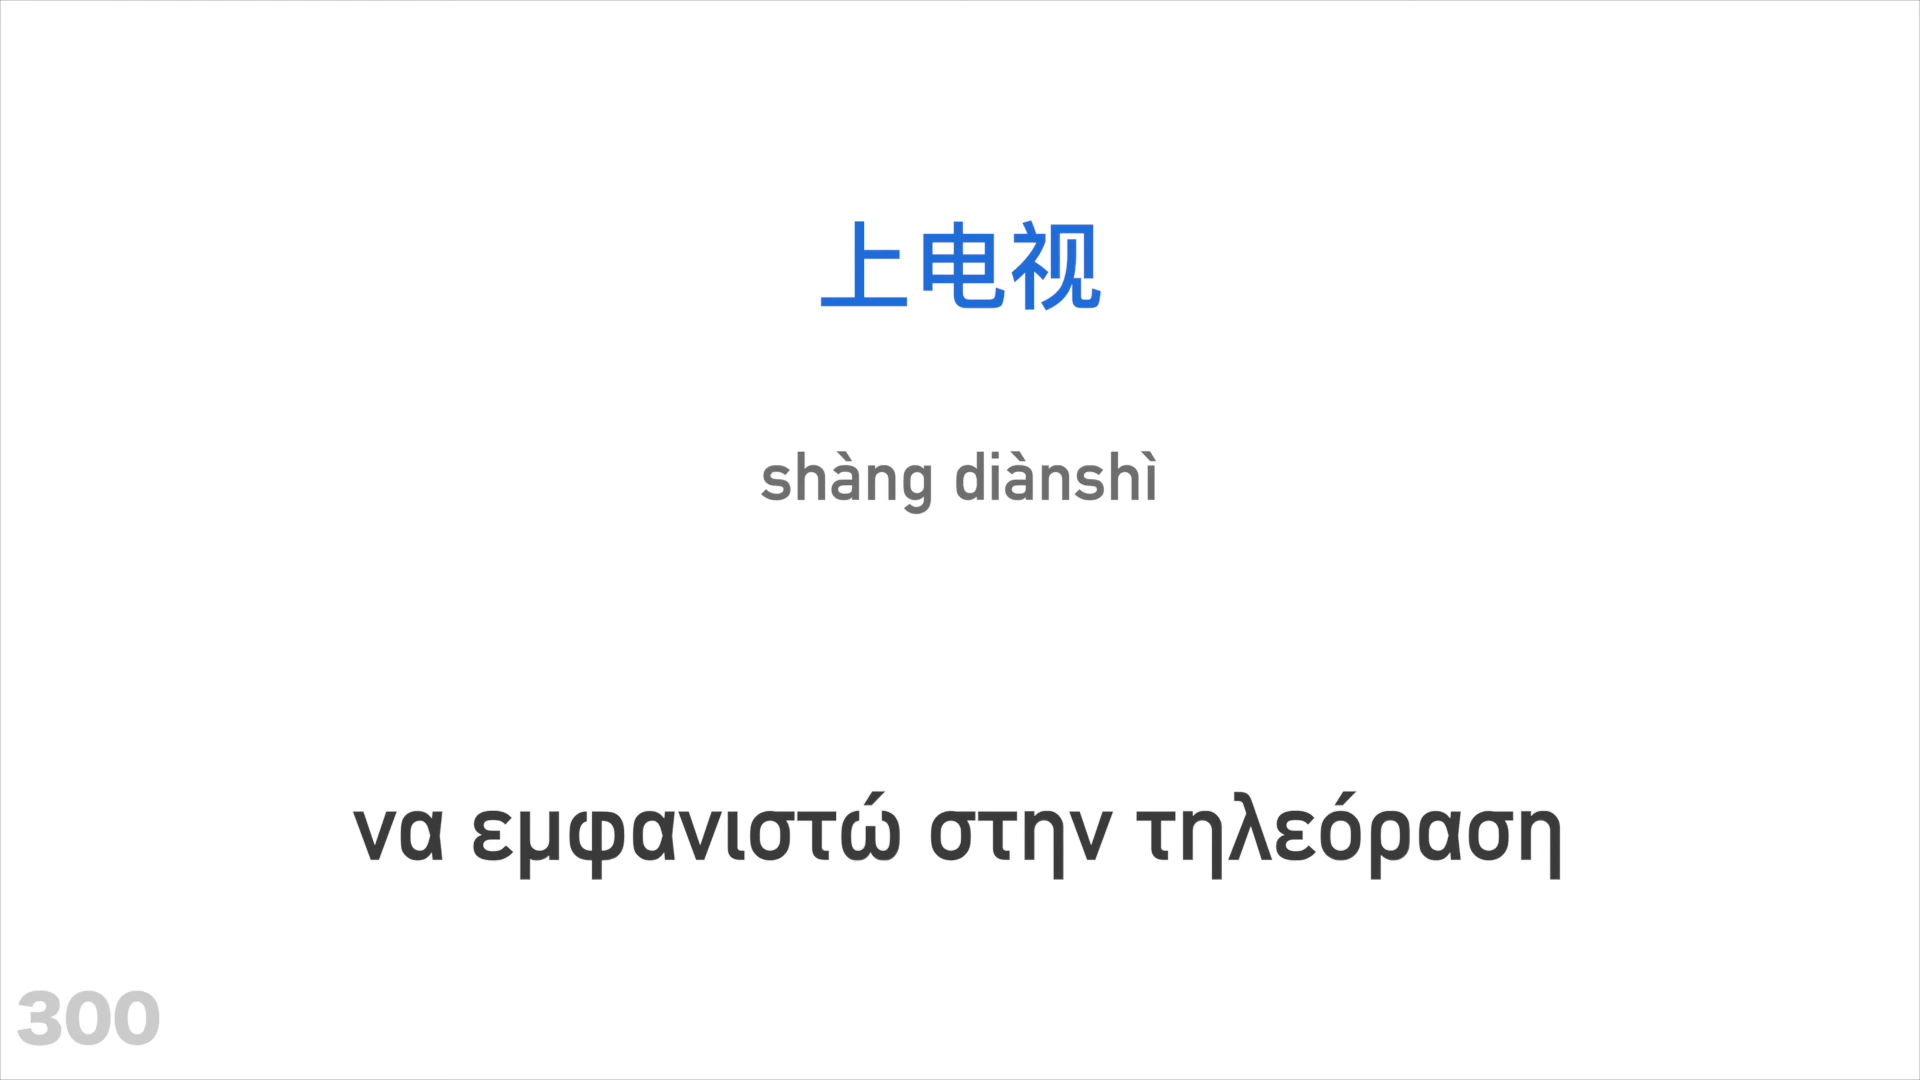 上电视
shàng diànshì
να εμφανιστώ στην τηλεόραση
300